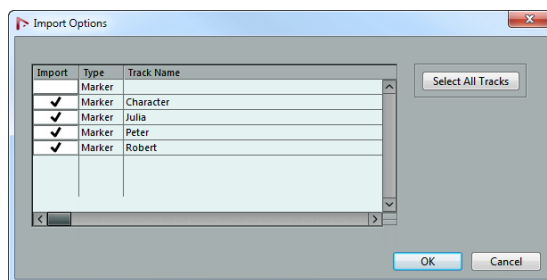 Import Options
Import Type Track Name
Marker
Marker Character
Marker Julia
Marker Peter
Marker Robert
Select All Tracks
OK Cancel